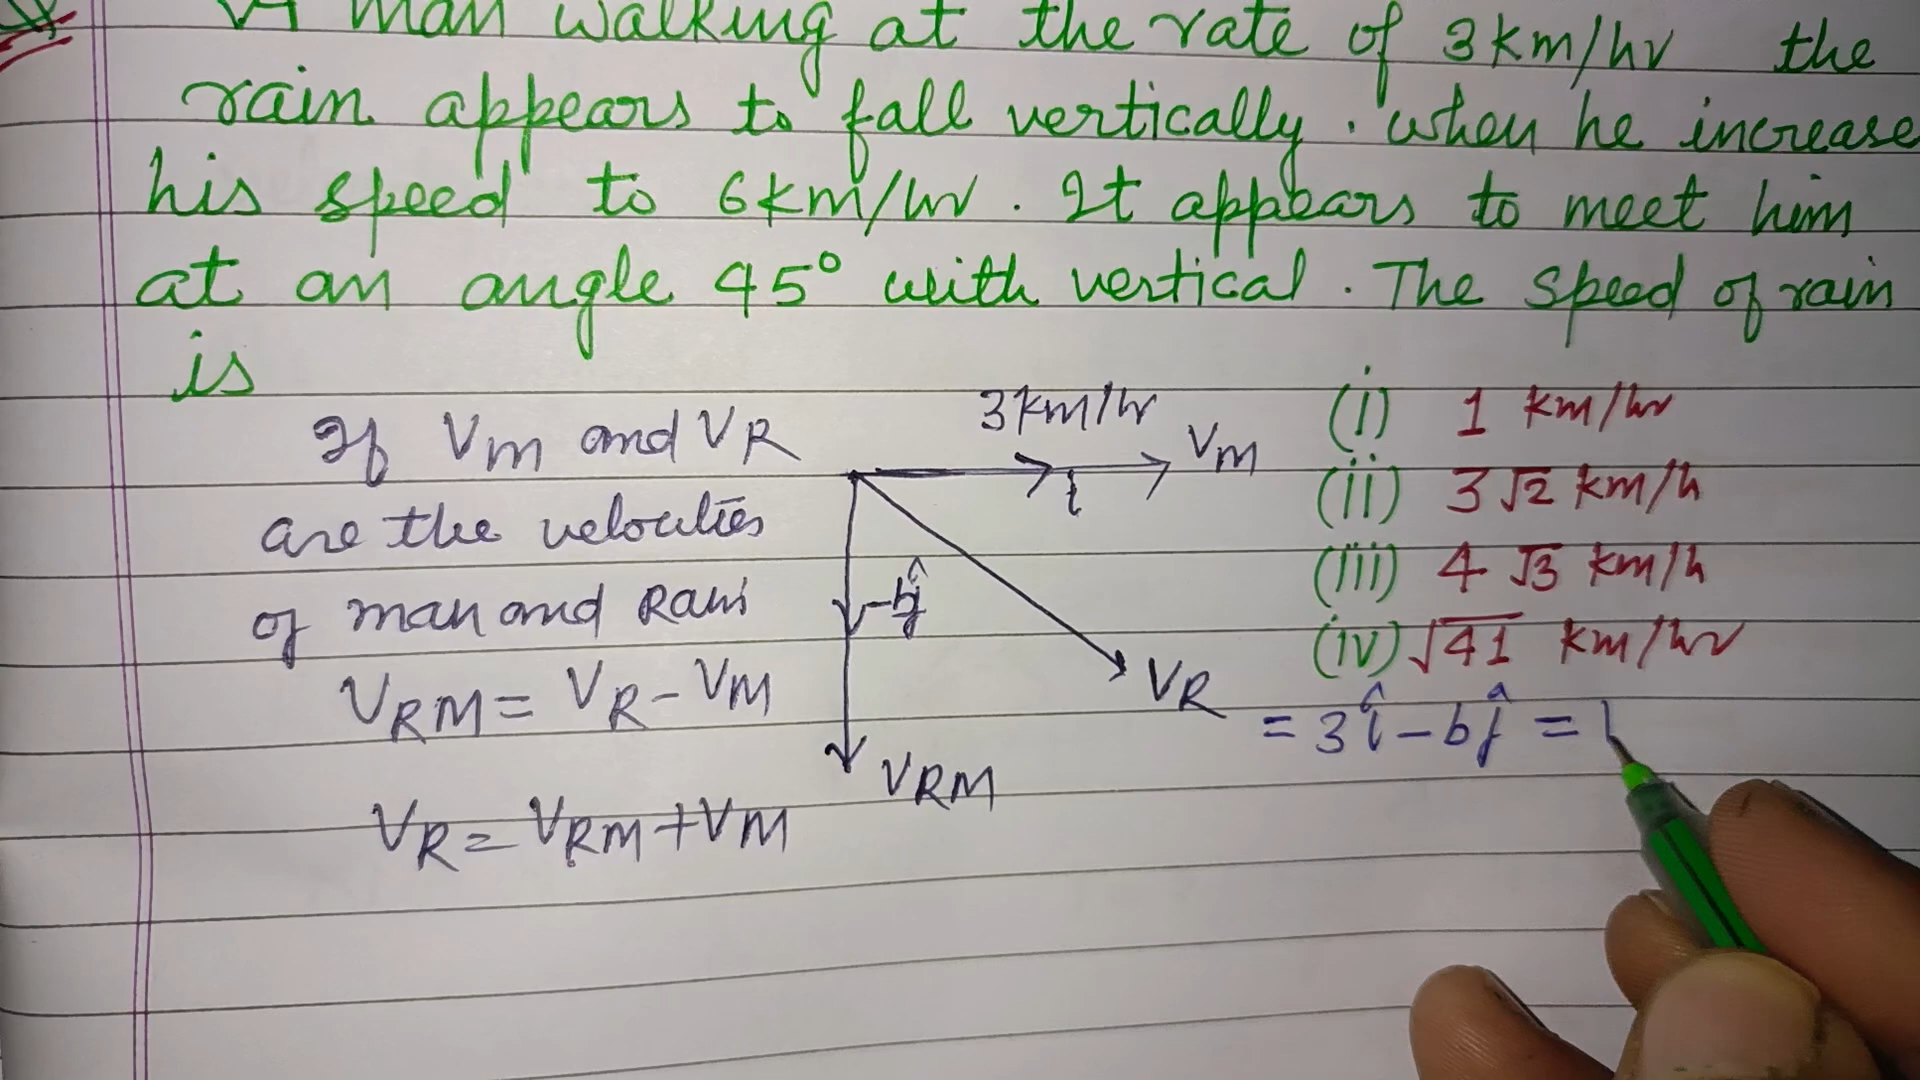 A man walking at the rate of 3km/hr the
rain appears to fall vertically. when he increase
his speed to 6km/hr. It appears to meet him
at an angle 45° with vertical. The speed of rain
is
If Vm and VR
are the velocities
of man and Rain
VRM = VR - VM
VR = VRM + VM
3km/hr
VM
î
-bĵ
VR
VRM
(i) 1 km/hr
(ii) 3√2 km/h
(iii) 4√3 km/h
(iv) √41 km/hr
= 3î - bĵ =